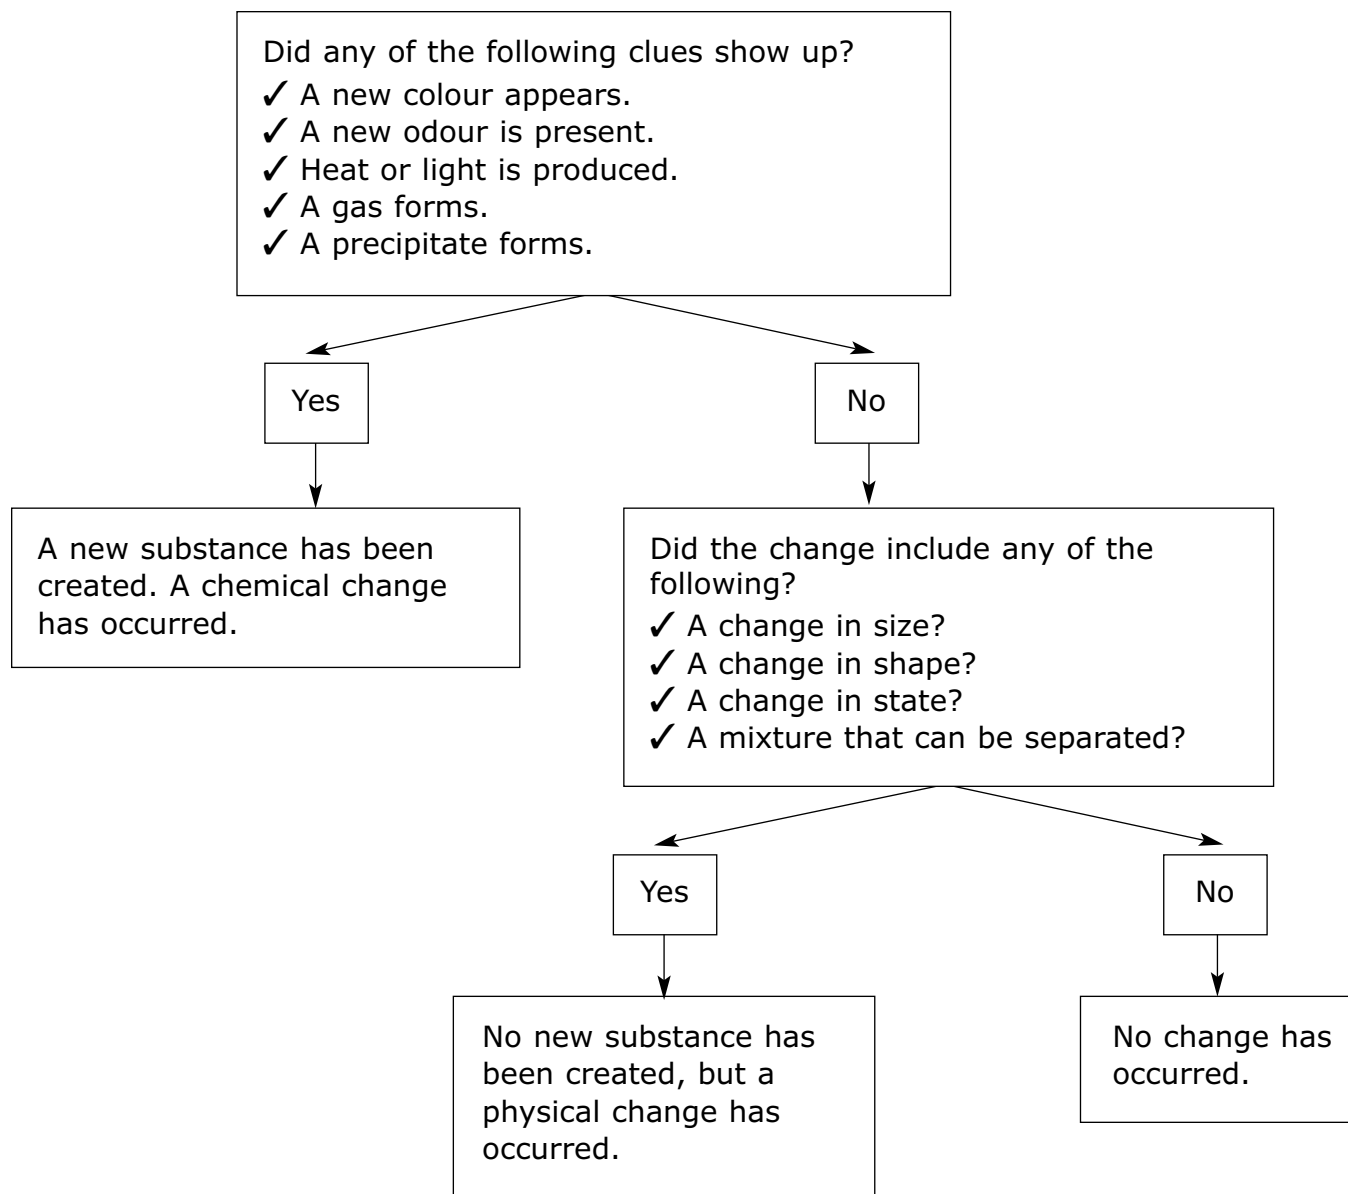 Did any of the following clues show up?
✓ A new colour appears.
✓ A new odour is present.
✓ Heat or light is produced.
✓ A gas forms.
✓ A precipitate forms.
Yes
No
A new substance has been
created. A chemical change
has occurred.
Did the change include any of the
following?
✓ A change in size?
✓ A change in shape?
✓ A change in state?
✓ A mixture that can be separated?
Yes
No
No new substance has
been created, but a
physical change has
occurred.
No change has
occurred.